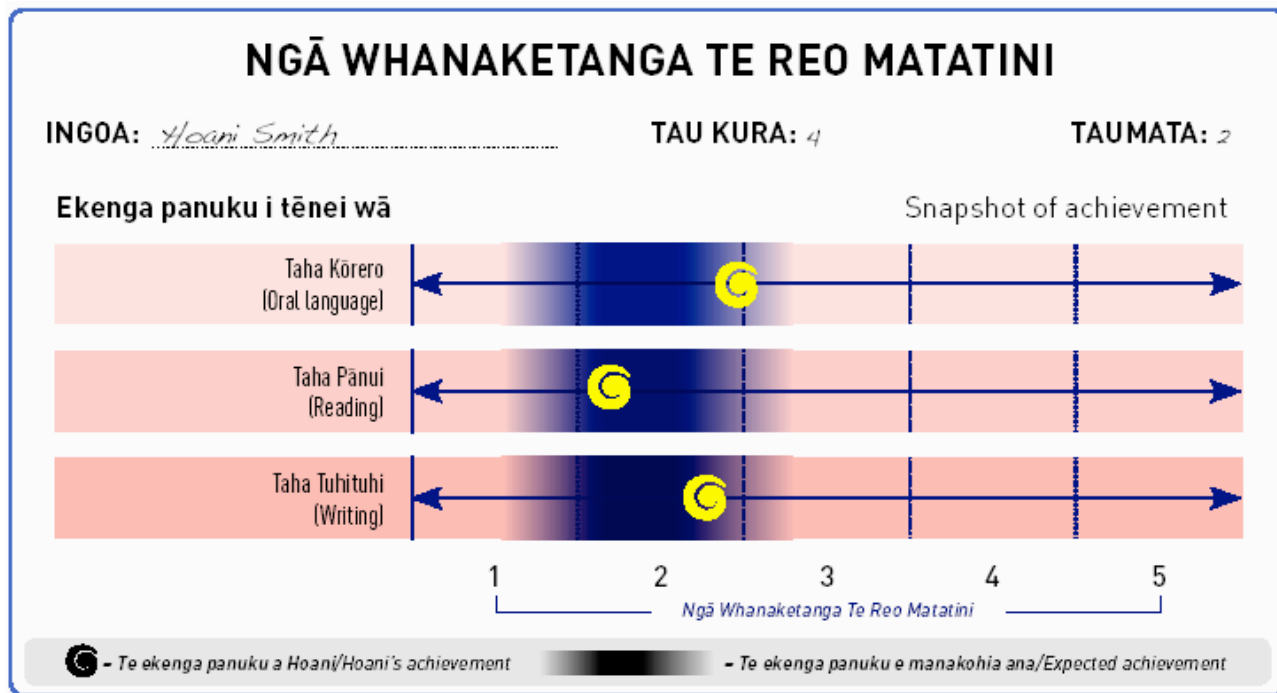 NGĀ WHANAKETANGA TE REO MATATINI
INGOA: Hoani Smith TAU KURA: 4 TAUMATA: 2
Ekenga panuku i tēnei wā Snapshot of achievement
Taha Kōrero
(Oral language)
Taha Pānui
(Reading)
Taha Tuhituhi
(Writing)
1 2 3 4 5
Ngā Whanaketanga Te Reo Matatini
- Te ekenga panuku a Hoani/Hoani's achievement - Te ekenga panuku e manakohia ana/Expected achievement